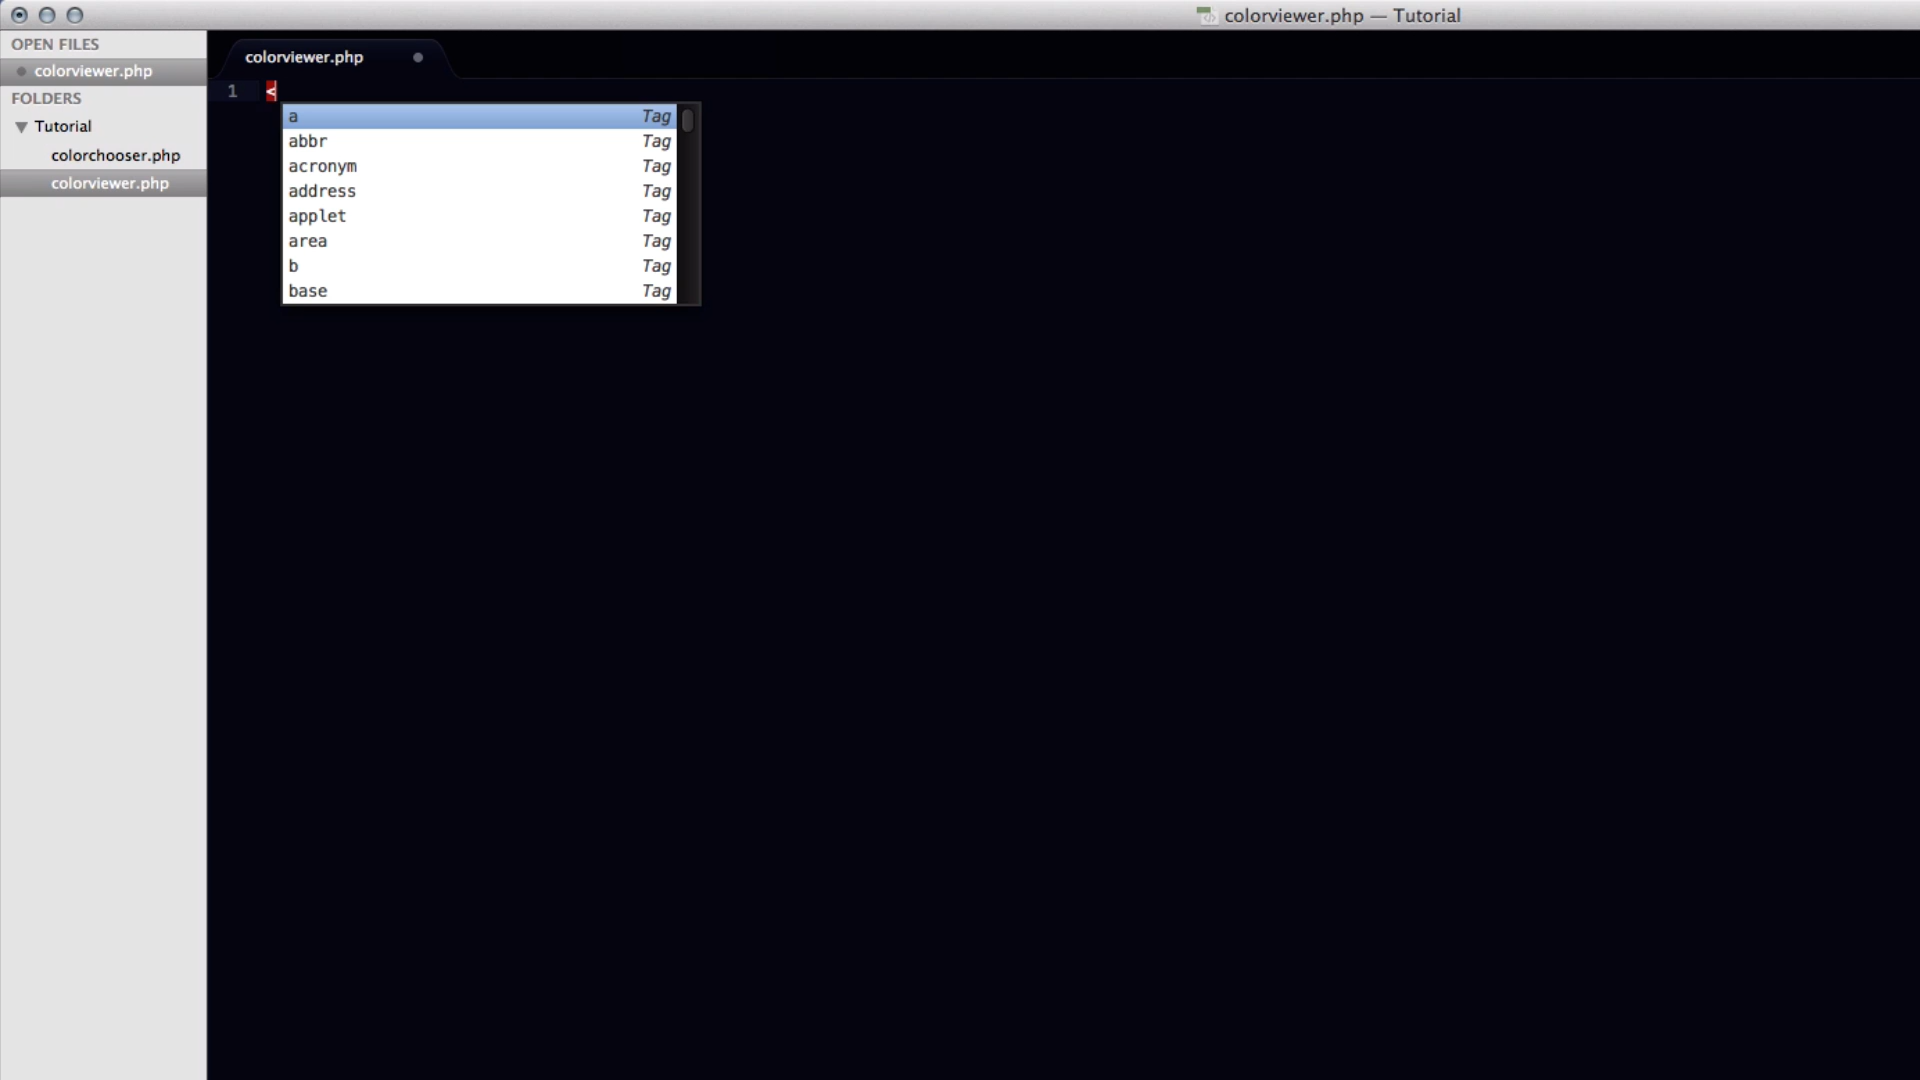 colorviewer.php — Tutorial
OPEN FILES
colorviewer.php
FOLDERS
Tutorial
colorchooser.php
colorviewer.php
colorviewer.php
1 <
a Tag
abbr Tag
acronym Tag
address Tag
applet Tag
area Tag
b Tag
base Tag